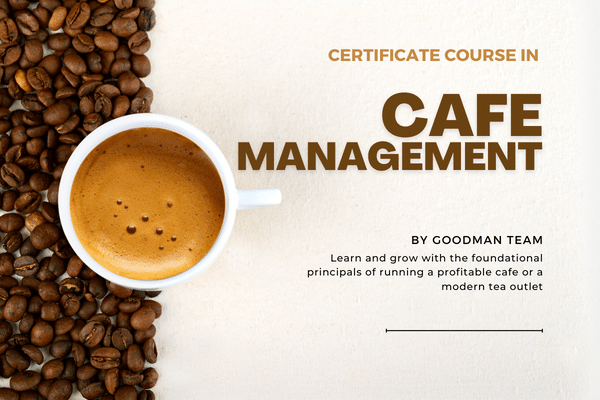 CERTIFICATE COURSE IN
CAFE
MANAGEMENT
BY GOODMAN TEAM
Learn and grow with the foundational
principals of running a profitable cafe or a
modern tea outlet